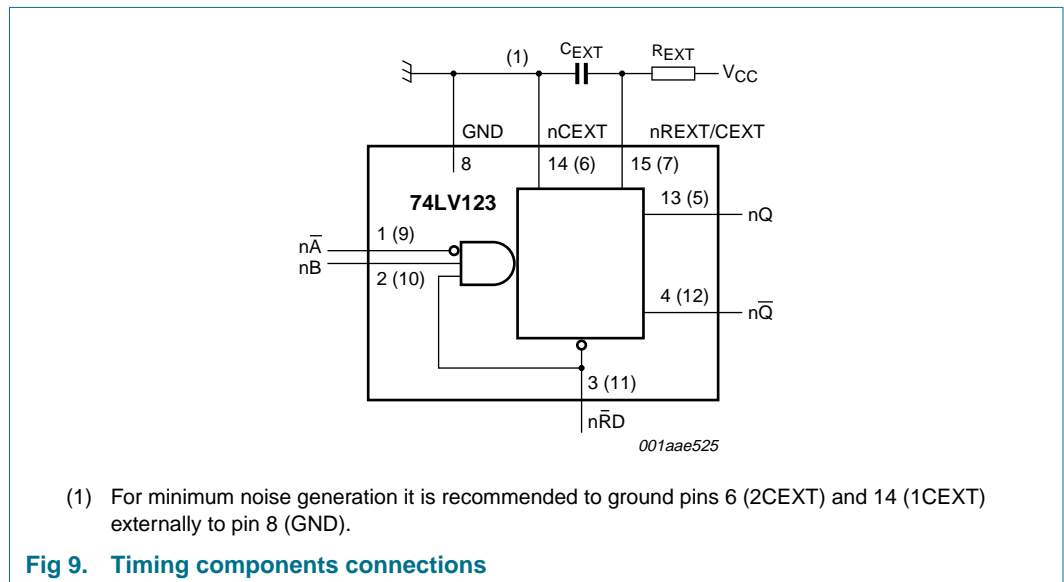 (1) CEXT REXT
VCC
GND nCEXT nREXT/CEXT
8 14 (6) 15 (7)
74LV123
13 (5)
nQ
1 (9)
nA̅
nB
2 (10)
4 (12)
nQ̅
3 (11)
nR̅D
001aae525
(1) For minimum noise generation it is recommended to ground pins 6 (2CEXT) and 14 (1CEXT)
externally to pin 8 (GND).
Fig 9. Timing components connections